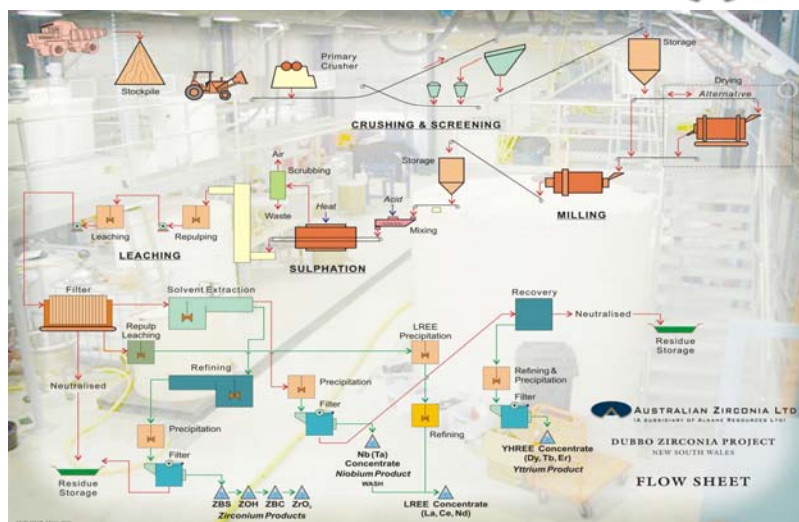 Stockpile
Primary
Crusher
Storage
Drying
Alternative
CRUSHING & SCREENING
Storage
MILLING
Air
Scrubbing
Waste
Heat
Acid
Mixing
Leaching
Repulping
LEACHING
SULPHATION
Filter
Solvent Extraction
Recovery
Neutralised
Residue
Storage
Repulp
Leaching
LREE
Precipitation
Refining
Neutralised
Precipitation
Refining &
Precipitation
Filter
Filter
Precipitation
Filter
Refining
Nb (Ta)
Concentrate
Niobium Product
WASH
YHREE Concentrate
(Dy, Tb, Er)
Yttrium Product
Residue
Storage
ZBS
ZOH
ZBC
ZrO₂
Zirconium Products
LREE Concentrate
(La, Ce, Nd)
AUSTRALIAN ZIRCONIA LTD
(A SUBSIDIARY OF ALKANE RESOURCES LTD)
DUBBO ZIRCONIA PROJECT
NEW SOUTH WALES
FLOW SHEET